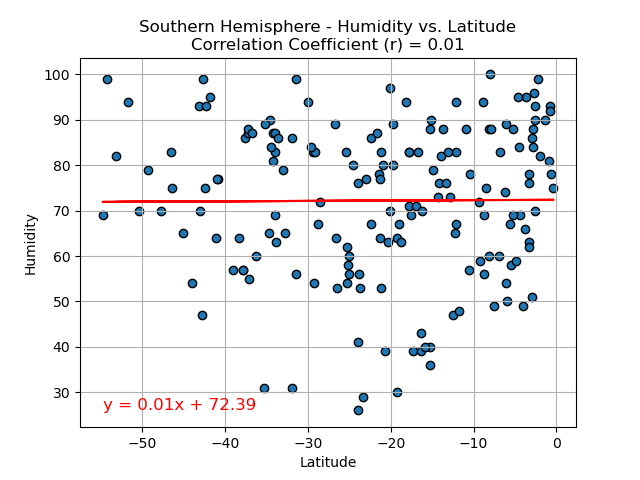 Southern Hemisphere - Humidity vs. Latitude
Correlation Coefficient (r) = 0.01
100
90
80
70
60
50
40
30
Humidity
y = 0.01x + 72.39
−50
−40
−30
−20
−10
0
Latitude